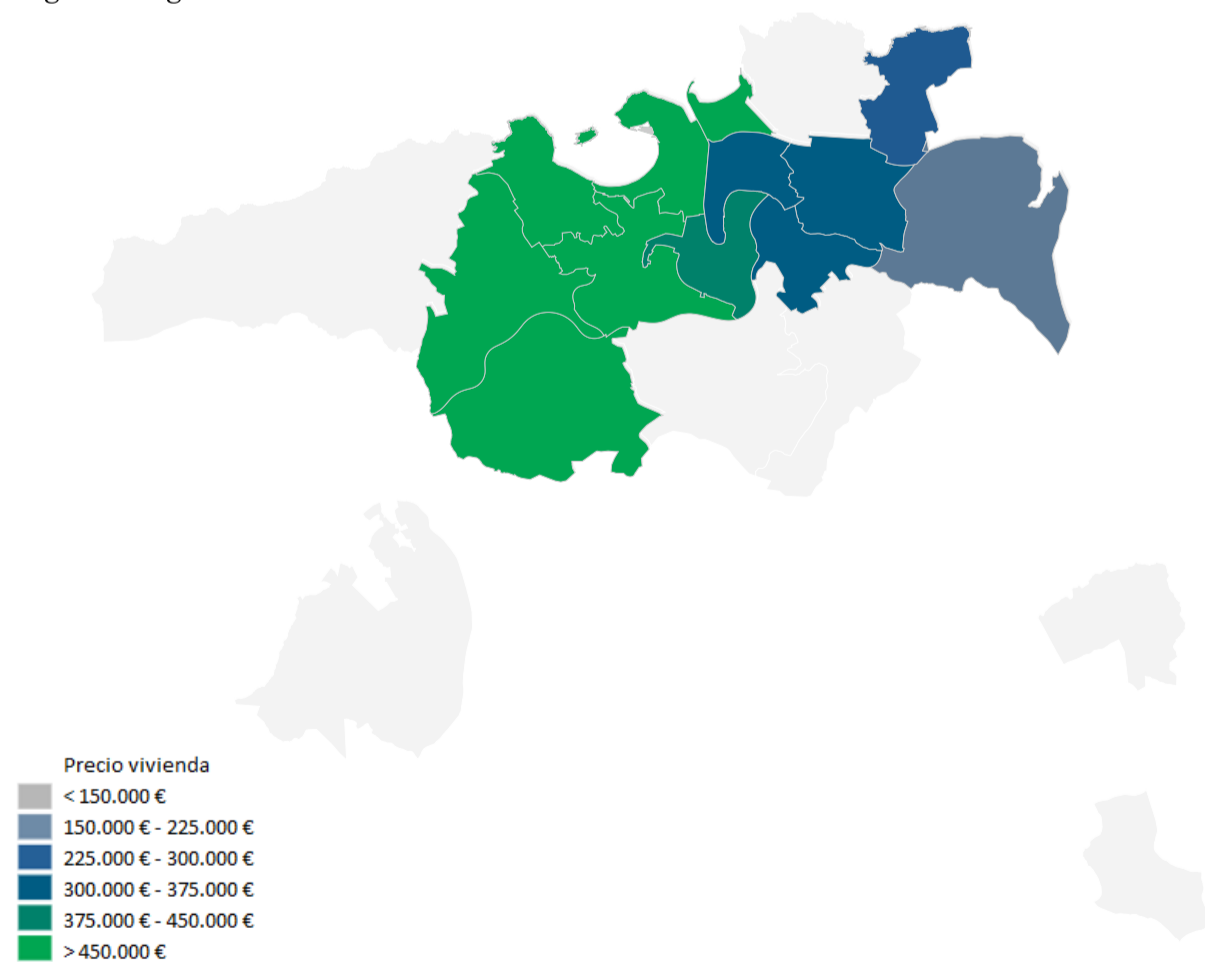 Precio vivienda
< 150.000 €
150.000 € - 225.000 €
225.000 € - 300.000 €
300.000 € - 375.000 €
375.000 € - 450.000 €
> 450.000 €